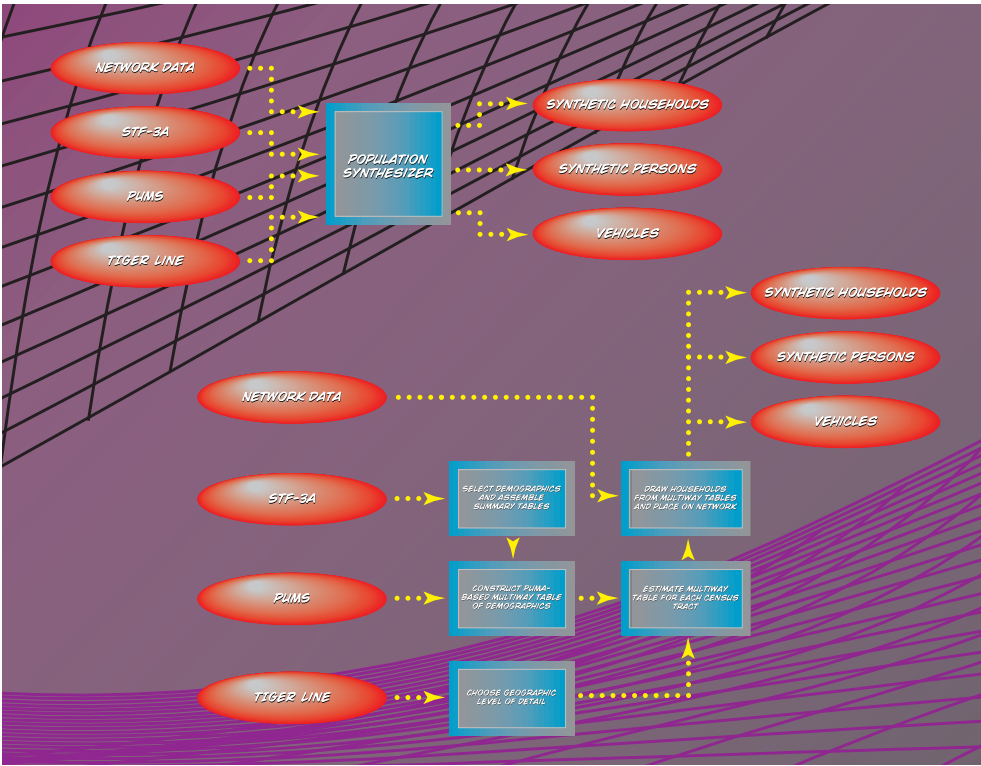 NETWORK DATA
STF-3A
PUMS
TIGER LINE
POPULATION
SYNTHESIZER
SYNTHETIC HOUSEHOLDS
SYNTHETIC PERSONS
VEHICLES
SYNTHETIC HOUSEHOLDS
SYNTHETIC PERSONS
VEHICLES
NETWORK DATA
STF-3A
SELECT DEMOGRAPHICS
AND ASSEMBLE
SUMMARY TABLES
DRAW HOUSEHOLDS
FROM MULTIWAY TABLES
AND PLACE ON NETWORK
PUMS
CONSTRUCT PUMA-
BASED MULTIWAY TABLE
OF DEMOGRAPHICS
ESTIMATE MULTIWAY
TABLE FOR EACH CENSUS
TRACT
TIGER LINE
CHOOSE GEOGRAPHIC
LEVEL OF DETAIL